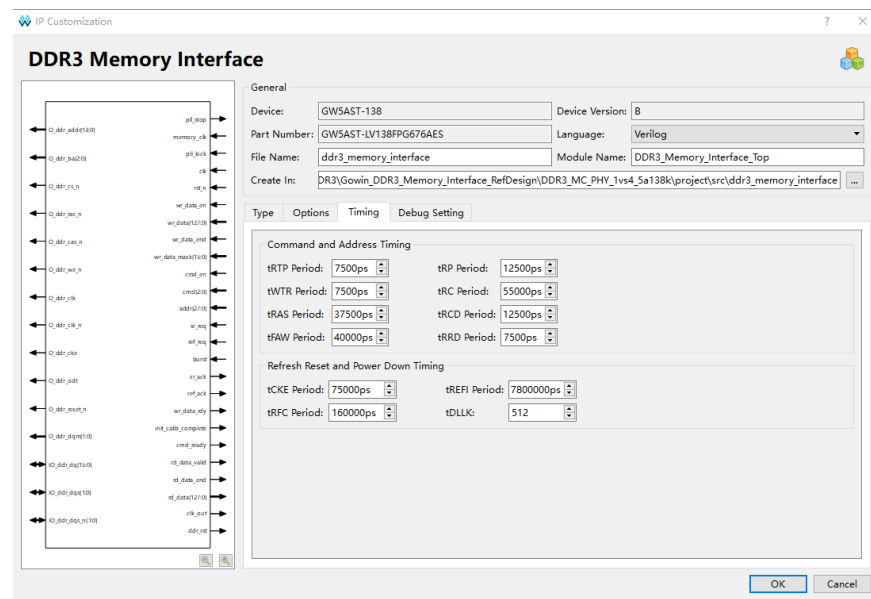 IP Customization
DDR3 Memory Interface
O_ddr_addr(13:0)
O_ddr_ba(2:0)
O_ddr_cs_n
O_ddr_ras_n
O_ddr_cas_n
O_ddr_we_n
O_ddr_clk
O_ddr_clk_n
O_ddr_cke
O_ddr_odt
O_ddr_reset_n
O_ddr_dqm(1:0)
IO_ddr_dq(15:0)
IO_ddr_dqs(1:0)
IO_ddr_dqs_n(1:0)
pll_stop
memory_clk
pll_lock
clk
rst_n
wr_data_en
wr_data(127:0)
wr_data_end
wr_data_mask(15:0)
cmd_en
cmd(2:0)
addr(27:0)
sr_req
ref_req
burst
sr_ack
ref_ack
wr_data_rdy
init_calib_complete
cmd_ready
rd_data_valid
rd_data_end
rd_data(127:0)
clk_out
ddr_rst
General
Device: GW5AST-138 Device Version: B
Part Number: GW5AST-LV138FPG676AES Language: Verilog
File Name: ddr3_memory_interface Module Name: DDR3_Memory_Interface_Top
Create In: DR3\Gowin_DDR3_Memory_Interface_RefDesign\DDR3_MC_PHY_1vs4_5a138k\project\src\ddr3_memory_interface ...
Type Options Timing Debug Setting
Command and Address Timing
tRTP Period: 7500ps tRP Period: 12500ps
tWTR Period: 7500ps tRC Period: 55000ps
tRAS Period: 37500ps tRCD Period: 12500ps
tFAW Period: 40000ps tRRD Period: 7500ps
Refresh Reset and Power Down Timing
tCKE Period: 75000ps tREFI Period: 7800000ps
tRFC Period: 160000ps tDLLK: 512
OK Cancel